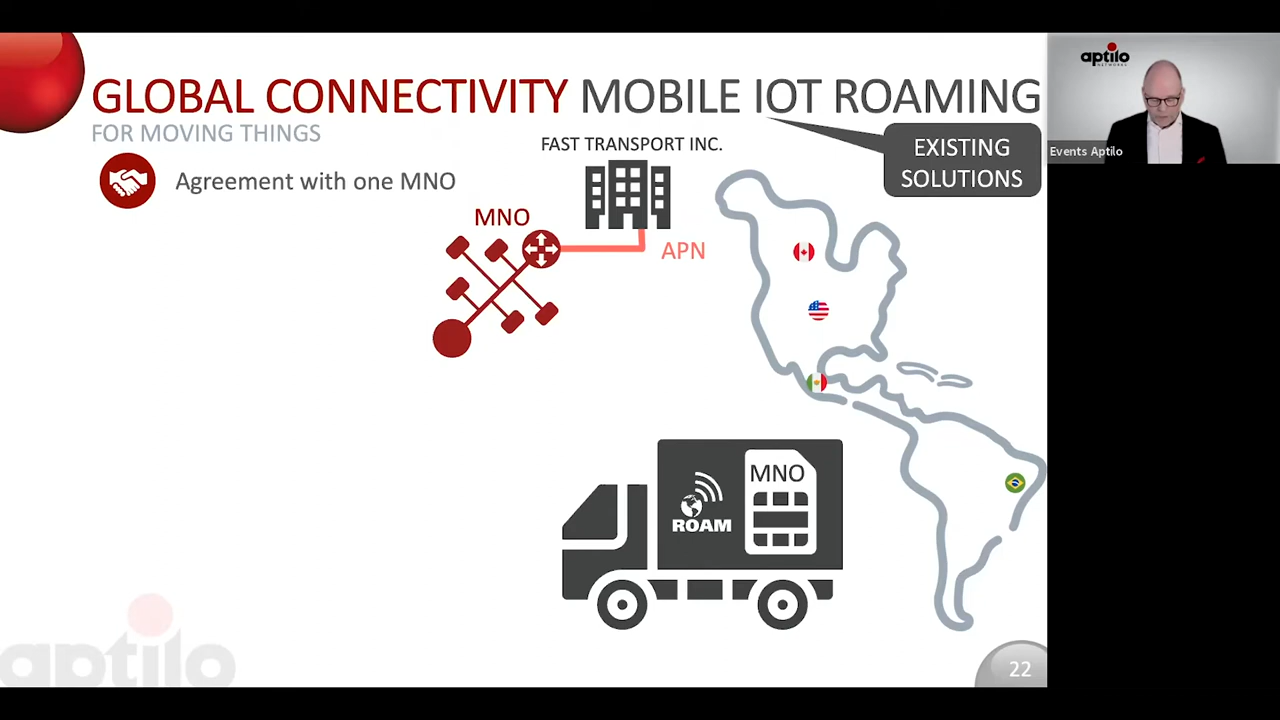 GLOBAL CONNECTIVITY MOBILE IOT ROAMING
FOR MOVING THINGS
FAST TRANSPORT INC.
EXISTING
SOLUTIONS
Agreement with one MNO
MNO
APN
MNO
ROAM
aptilo
22
aptilo
NETWORKS
Events Aptilo